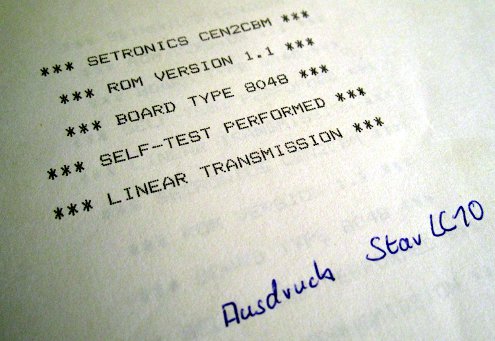 *** SETRONICS CEN2CBM ***
*** ROM VERSION 1.1 ***
*** BOARD TYPE 8048 ***
*** SELF-TEST PERFORMED ***
*** LINEAR TRANSMISSION ***
Ausdruck Star LC10